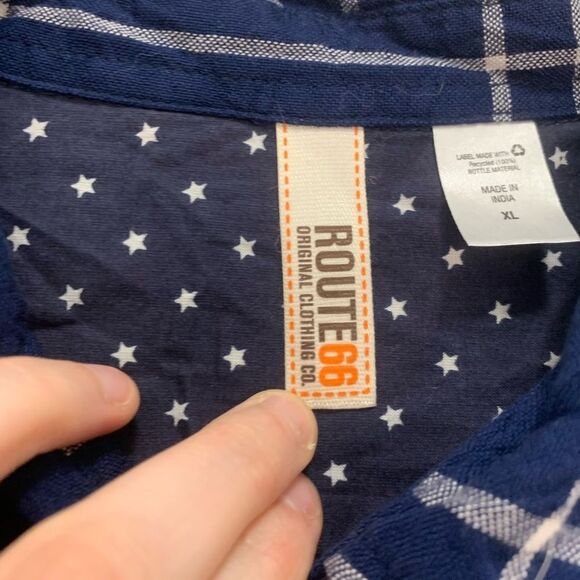 ROUTE66
ORIGINAL CLOTHING CO.
LABEL MADE WITH
Recycled (100%)
BOTTLE MATERIAL
MADE IN
INDIA
XL